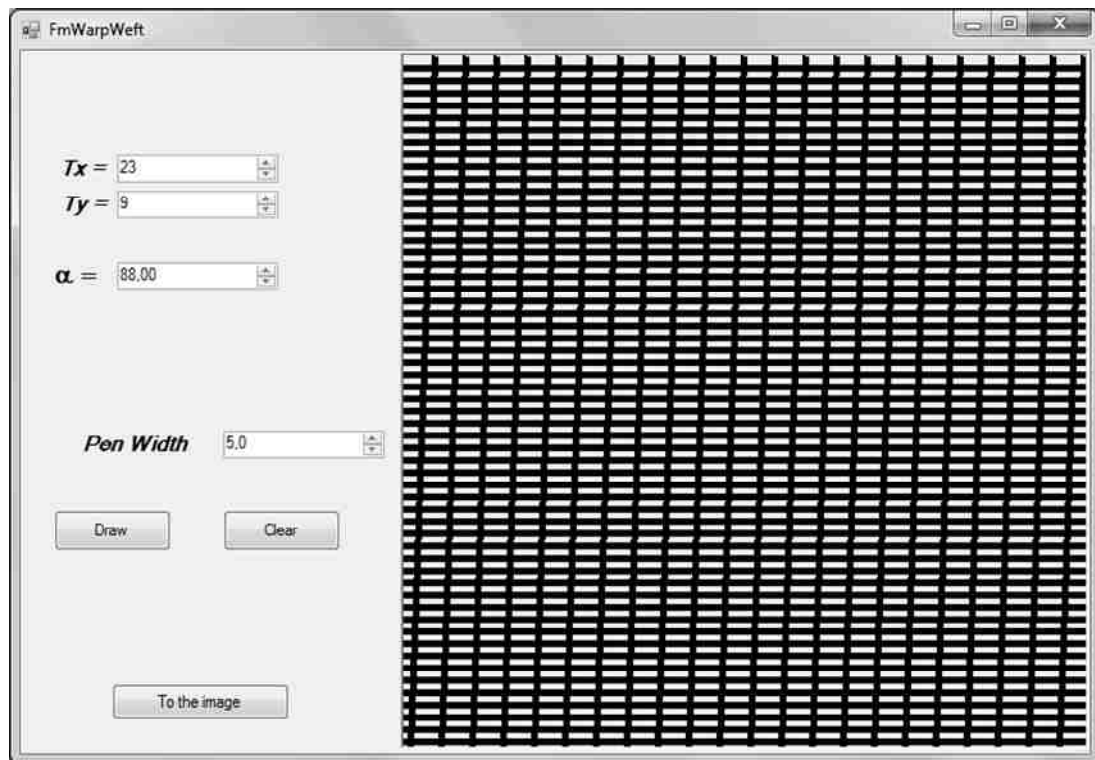 FmWarpWeft
Tx = 23
Ty = 9
α = 88,00
Pen Width 5,0
Draw Clear
To the image